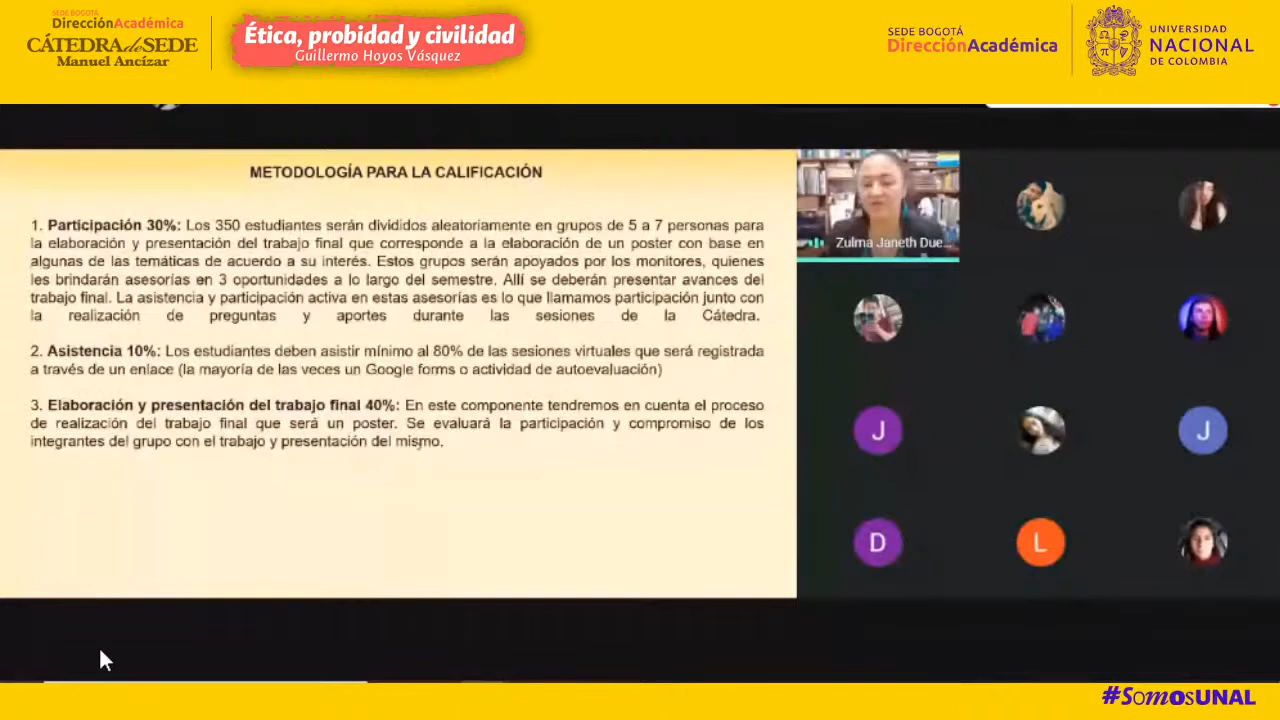 SEDE BOGOTÁ
DirecciónAcadémica
CÁTEDRA de SEDE
Manuel Ancízar
Ética, probidad y civilidad
Guillermo Hoyos Vásquez
SEDE BOGOTÁ
DirecciónAcadémica
UNIVERSIDAD
NACIONAL
DE COLOMBIA
METODOLOGÍA PARA LA CALIFICACIÓN
1. Participación 30%: Los 350 estudiantes serán divididos aleatoriamente en grupos de 5 a 7 personas para
la elaboración y presentación del trabajo final que corresponde a la elaboración de un poster con base en
algunas de las temáticas de acuerdo a su interés. Estos grupos serán apoyados por los monitores, quienes
les brindarán asesorías en 3 oportunidades a lo largo del semestre. Allí se deberán presentar avances del
trabajo final. La asistencia y participación activa en estas asesorías es lo que llamamos participación junto con
la realización de preguntas y aportes durante las sesiones de la Cátedra.
2. Asistencia 10%: Los estudiantes deben asistir mínimo al 80% de las sesiones virtuales que será registrada
a través de un enlace (la mayoría de las veces un Google forms o actividad de autoevaluación)
3. Elaboración y presentación del trabajo final 40%: En este componente tendremos en cuenta el proceso
de realización del trabajo final que será un poster. Se evaluará la participación y compromiso de los
integrantes del grupo con el trabajo y presentación del mismo.
Zulma Janeth Due...
J
J
D
L
#SomosUNAL